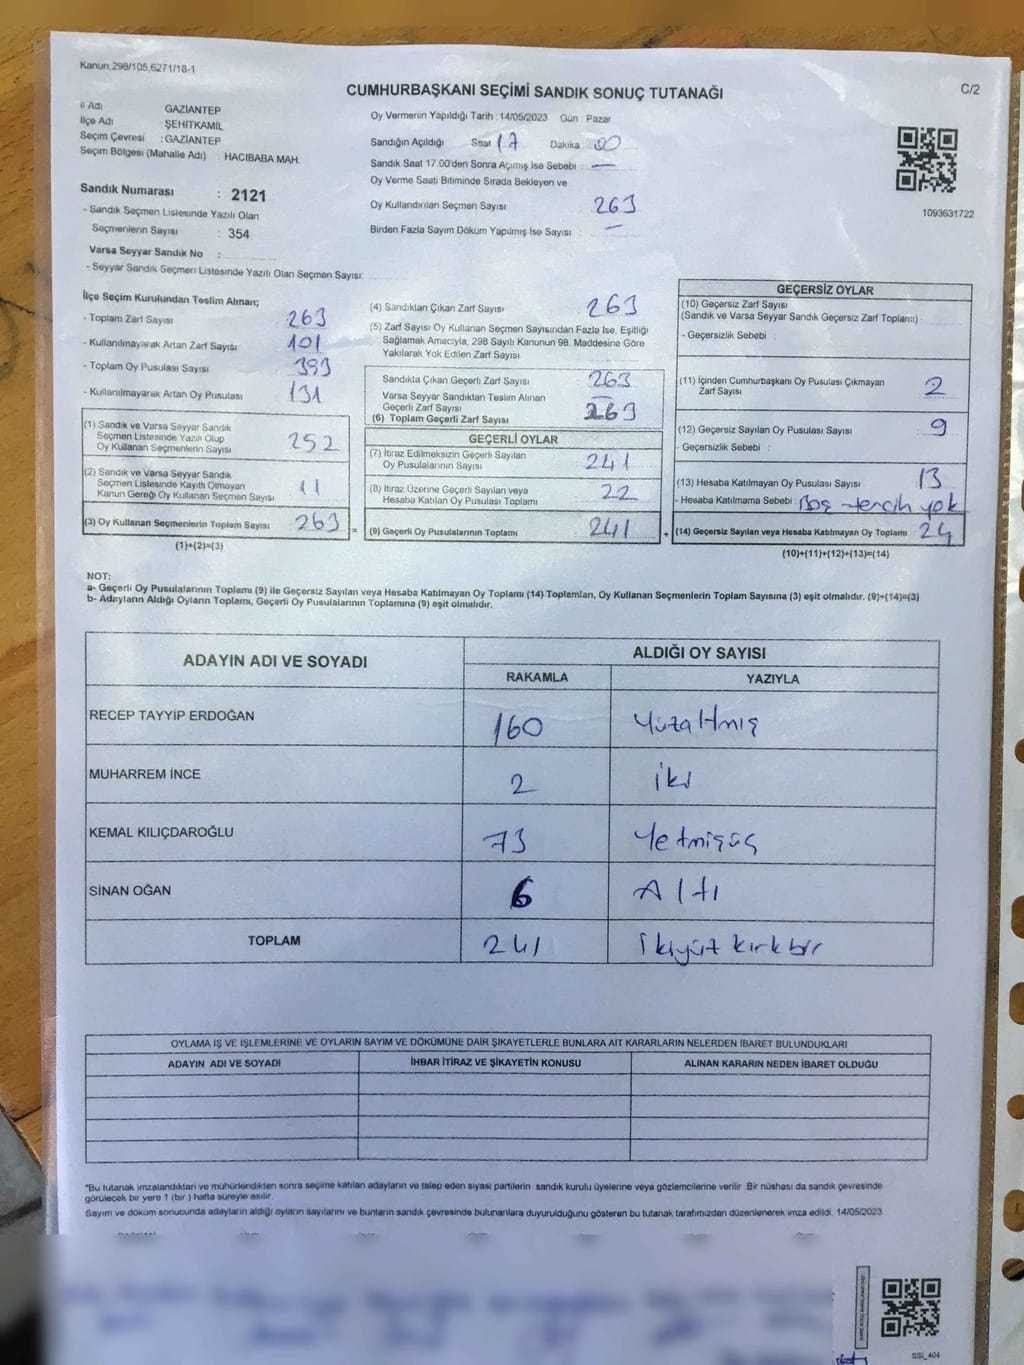 Kanun:298/105,6271/18-1
CUMHURBAŞKANI SEÇİMİ SANDIK SONUÇ TUTANAĞI
C/2
İl Adı GAZİANTEP
İlçe Adı : ŞEHİTKAMİL
Seçim Çevresi : GAZİANTEP
Seçim Bölgesi (Mahalle Adı) : HACIBABA MAH.
Sandık Numarası : 2121
- Sandık Seçmen Listesinde Yazılı Olan
Seçmenlerin Sayısı : 354
Varsa Seyyar Sandık No :
- Seyyar Sandık Seçmen Listesinde Yazılı Olan Seçmen Sayısı:
Oy Vermenin Yapıldığı Tarih : 14/05/2023 Gün Pazar
Sandığın Açıldığı Saat 17 Dakika 00
Sandık Saat 17.00'den Sonra Açımış İse Sebebi : —
Oy Verme Saati Bitiminde Sırada Bekleyen ve
Oy Kullandırılan Seçmen Sayısı 263
Birden Fazla Sayım Döküm Yapılmış İse Sayısı : —
1093631722
İlçe Seçim Kurulundan Teslim Alınan;
- Toplam Zarf Sayısı 263
- Kullanılmayarak Artan Zarf Sayısı 101
- Toplam Oy Pusulası Sayısı 393
- Kullanılmayarak Artan Oy Pusulası 131
(1) Sandık ve Varsa Seyyar Sandık
Seçmen Listesinde Yazılı Olup
Oy Kullanan Seçmenlerin Sayısı 252
(2) Sandık ve Varsa Seyyar Sandık
Seçmen Listesinde Kayıtlı Olmayan
Kanun Gereği Oy Kullanan Seçmen Sayısı 11
(3) Oy Kullanan Seçmenlerin Toplam Sayısı 263 =
(1)+(2)=(3)
(4) Sandıktan Çıkan Zarf Sayısı 263
(5) Zarf Sayısı Oy Kullanan Seçmen Sayısından Fazla İse, Eşitliği
Sağlamak Amacıyla, 298 Sayılı Kanunun 98. Maddesine Göre
Yakılarak Yok Edilen Zarf Sayısı
Sandıkta Çıkan Geçerli Zarf Sayısı 263
Varsa Seyyar Sandıktan Teslim Alınan
Geçerli Zarf Sayısı —
(6) Toplam Geçerli Zarf Sayısı 263
GEÇERLİ OYLAR
(7) İtiraz Edilmeksizin Geçerli Sayılan
Oy Pusulalarının Sayısı 241
(8) İtiraz Üzerine Geçerli Sayılan veya
Hesaba Katılan Oy Pusulası Toplamı 22
(9) Geçerli Oy Pusulalarının Toplamı 241 +
GEÇERSİZ OYLAR
(10) Geçersiz Zarf Sayısı
(Sandık ve Varsa Seyyar Sandık Geçersiz Zarf Toplamı) :
- Geçersizlik Sebebi :
(11) İçinden Cumhurbaşkanı Oy Pusulası Çıkmayan
Zarf Sayısı 2
(12) Geçersiz Sayılan Oy Pusulası Sayısı 9
- Geçersizlik Sebebi :
(13) Hesaba Katılmayan Oy Pusulası Sayısı 13
- Hesaba Katılmama Sebebi : Boş - tercih yok
(14) Geçersiz Sayılan veya Hesaba Katılmayan Oy Toplamı 24
(10)+(11)+(12)+(13)=(14)
NOT:
a- Geçerli Oy Pusulalarının Toplamı (9) ile Geçersiz Sayılan veya Hesaba Katılmayan Oy Toplamı (14) Toplamları, Oy Kullanan Seçmenlerin Toplam Sayısına (3) eşit olmalıdır. (9)+(14)=(3)
b- Adayların Aldığı Oyların Toplamı, Geçerli Oy Pusulalarının Toplamına (9) eşit olmalıdır.
ADAYIN ADI VE SOYADI
ALDIĞI OY SAYISI
RAKAMLA YAZIYLA
RECEP TAYYİP ERDOĞAN 160 Yüzaltmış
MUHARREM İNCE 2 İki
KEMAL KILIÇDAROĞLU 73 Yetmişüç
SİNAN OĞAN 6 Altı
TOPLAM 241 İkiyüz kırkbir
OYLAMA İŞ VE İŞLEMLERİNE VE OYLARIN SAYIM VE DÖKÜMÜNE DAİR ŞİKAYETLERLE BUNLARA AİT KARARLARIN NELERDEN İBARET BULUNDUKLARI
ADAYIN ADI VE SOYADI İHBAR İTİRAZ VE ŞİKAYETİN KONUSU ALINAN KARARIN NEDEN İBARET OLDUĞU
*Bu tutanak imzalandıktan ve mühürlendikten sonra seçime katılan adayların ve talep eden siyasi partilerin sandık kurulu üyelerine veya gözlemcilerine verilir. Bir nüshası da sandık çevresinde
görülecek bir yere 1 (bir ) hafta süreyle asılır.
Sayım ve döküm sonucunda adayların aldığı oyların sayılarını ve bunların sandık çevresinde bulunanlara duyurulduğunu gösteren bu tutanak tarafımızdan düzenlenerek imza edildi. 14/05/2023
SSI_404